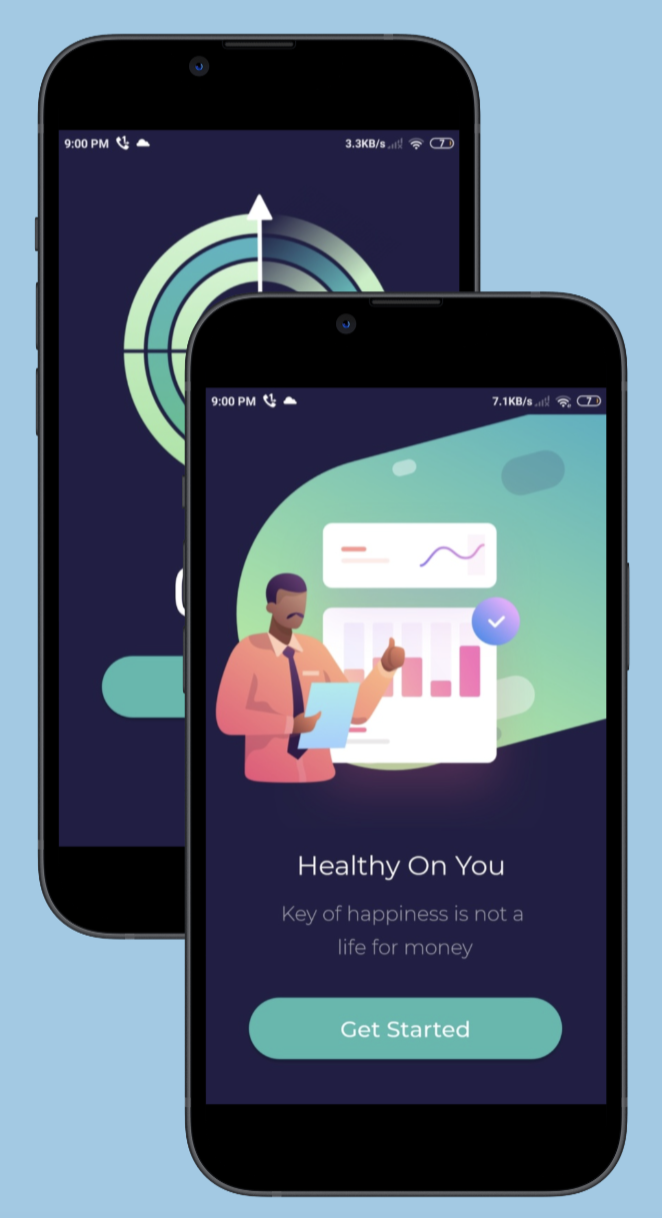 9:00 PM 3.3KB/s 7
9:00 PM 7.1KB/s 7
Healthy On You
Key of happiness is not a
life for money
Get Started